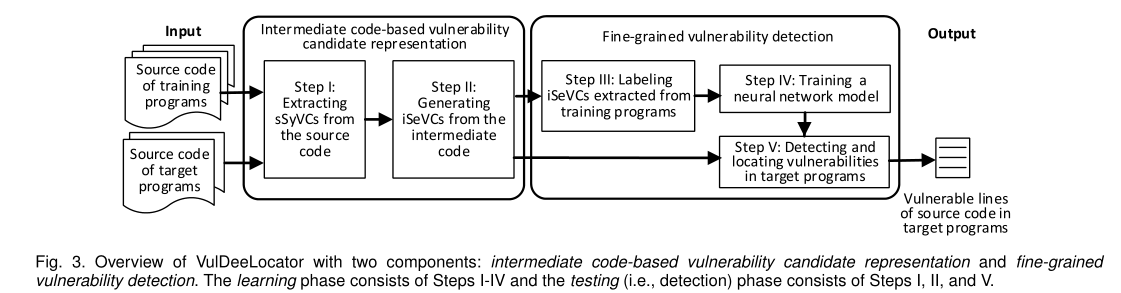 Input
Source code
of training
programs
Source code
of target
programs
Intermediate code-based vulnerability
candidate representation
Step I:
Extracting
sSyVCs from
the source
code
Step II:
Generating
iSeVCs from
the
intermediate
code
Fine-grained vulnerability detection
Step III: Labeling
iSeVCs extracted from
training programs
Step IV: Training a
neural network model
Step V: Detecting and
locating vulnerabilities
in target programs
Output
Vulnerable lines
of source code in
target programs
Fig. 3. Overview of VulDeeLocator with two components: intermediate code-based vulnerability candidate representation and fine-grained
vulnerability detection. The learning phase consists of Steps I-IV and the testing (i.e., detection) phase consists of Steps I, II, and V.